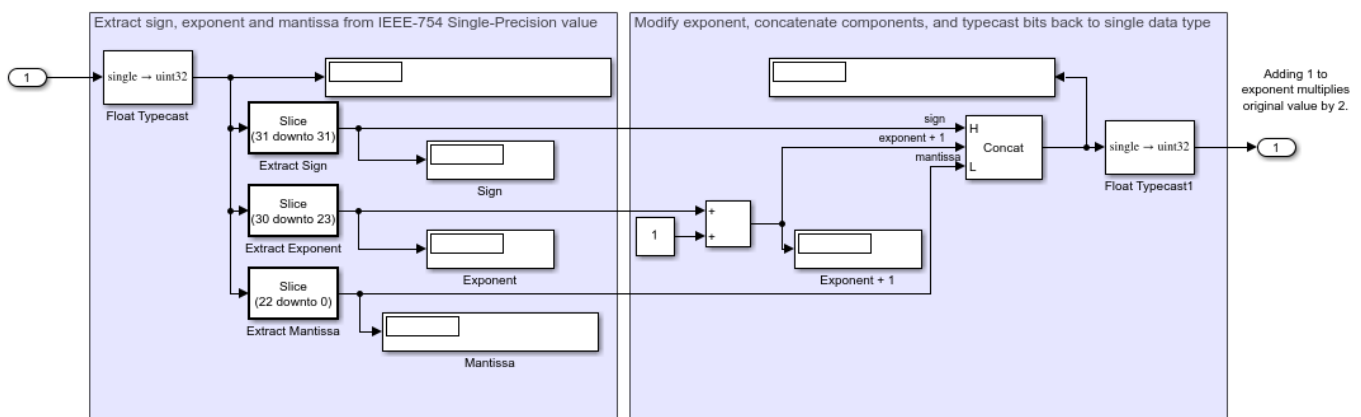 Extract sign, exponent and mantissa from IEEE-754 Single-Precision value
Modify exponent, concatenate components, and typecast bits back to single data type
1
single → uint32
Float Typecast
Slice
(31 downto 31)
Extract Sign
Sign
Slice
(30 downto 23)
Extract Exponent
Exponent
Slice
(22 downto 0)
Extract Mantissa
Mantissa
1
+
+
Exponent + 1
sign
exponent + 1
mantissa
H
Concat
L
single → uint32
Float Typecast1
Adding 1 to
exponent multiplies
original value by 2.
1